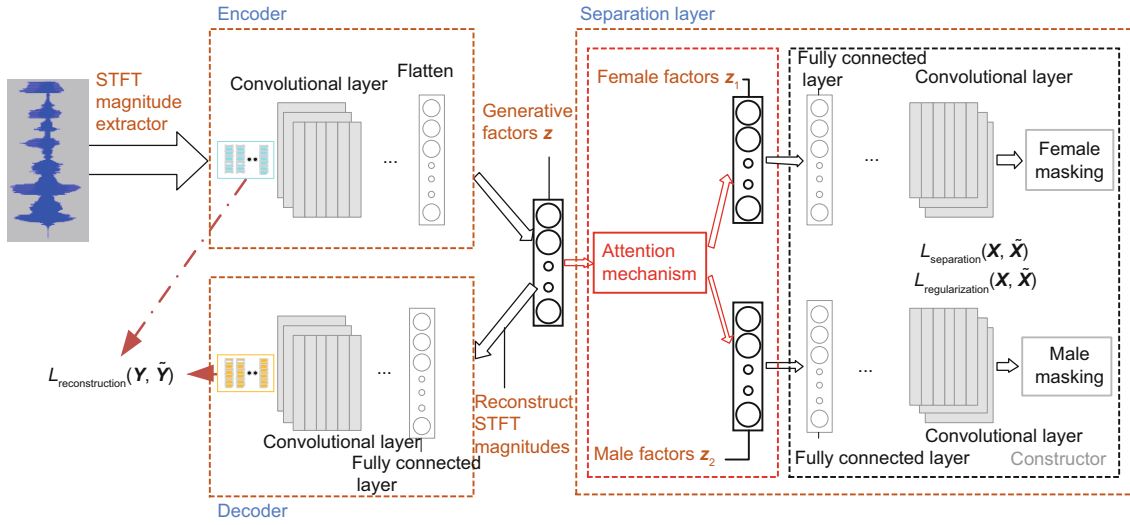 Encoder
Separation layer
STFT
magnitude
extractor
Convolutional layer
Flatten
...
Generative
factors z
Female factors z1
Fully connected
layer
Convolutional layer
...
Female
masking
Attention
mechanism
Lseparation(X, X̃)
Lregularization(X, X̃)
Lreconstruction(Y, Ỹ)
...
Convolutional layer
Fully connected
layer
Reconstruct
STFT
magnitudes
Male factors z2
...
Male
masking
Convolutional layer
Fully connected layer
Constructor
Decoder